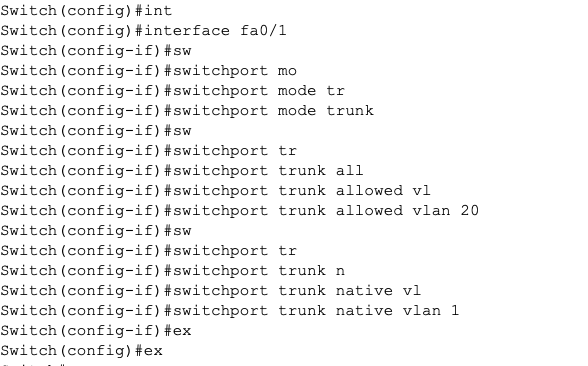 Switch(config)#int
Switch(config)#interface fa0/1
Switch(config-if)#sw
Switch(config-if)#switchport mo
Switch(config-if)#switchport mode tr
Switch(config-if)#switchport mode trunk
Switch(config-if)#sw
Switch(config-if)#switchport tr
Switch(config-if)#switchport trunk all
Switch(config-if)#switchport trunk allowed vl
Switch(config-if)#switchport trunk allowed vlan 20
Switch(config-if)#sw
Switch(config-if)#switchport tr
Switch(config-if)#switchport trunk n
Switch(config-if)#switchport trunk native vl
Switch(config-if)#switchport trunk native vlan 1
Switch(config-if)#ex
Switch(config)#ex